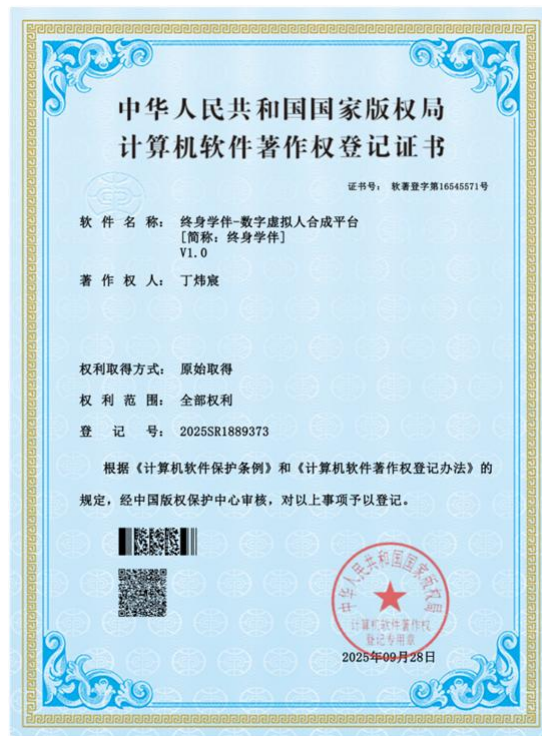 中华人民共和国国家版权局
计算机软件著作权登记证书
证书号： 软著登字第16545571号
软件名称： 终身学伴-数字虚拟人合成平台
[简称：终身学伴]
V1.0
著作权人： 丁炜宸
权利取得方式： 原始取得
权利范围： 全部权利
登记号： 2025SR1889373
根据《计算机软件保护条例》和《计算机软件著作权登记办法》的
规定，经中国版权保护中心审核，对以上事项予以登记。
中华人民共和国国家版权局
计算机软件著作权
登记专用章
2025年09月28日